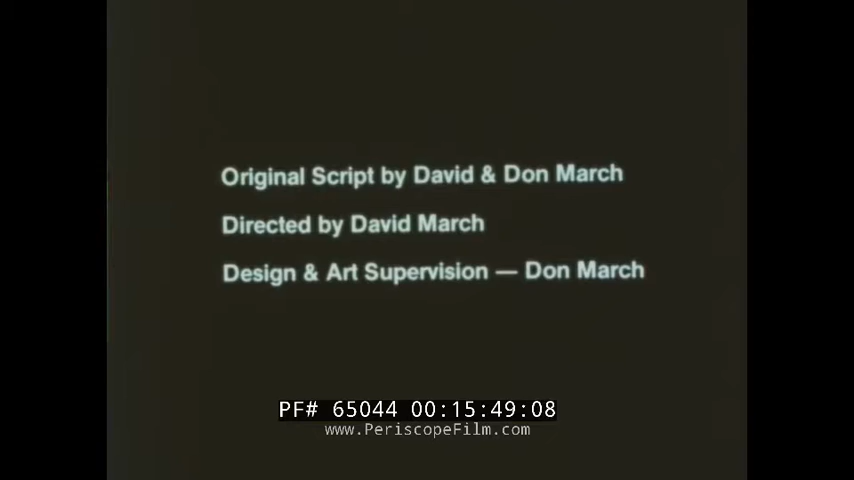 Original Script by David & Don March
Directed by David March
Design & Art Supervision — Don March
PF# 65044 00:15:49:08
www.PeriscopeFilm.com